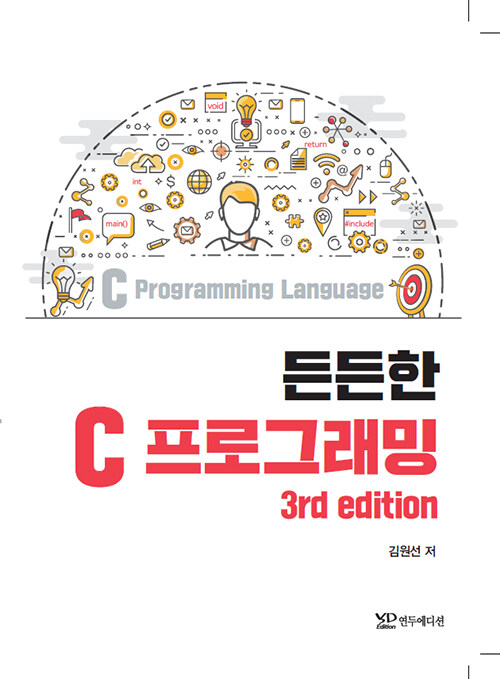 void
return
int
@
$
main()
#include
C Programming Language
든든한
C 프로그래밍
3rd edition
김원선 저
YD Edition 연두에디션